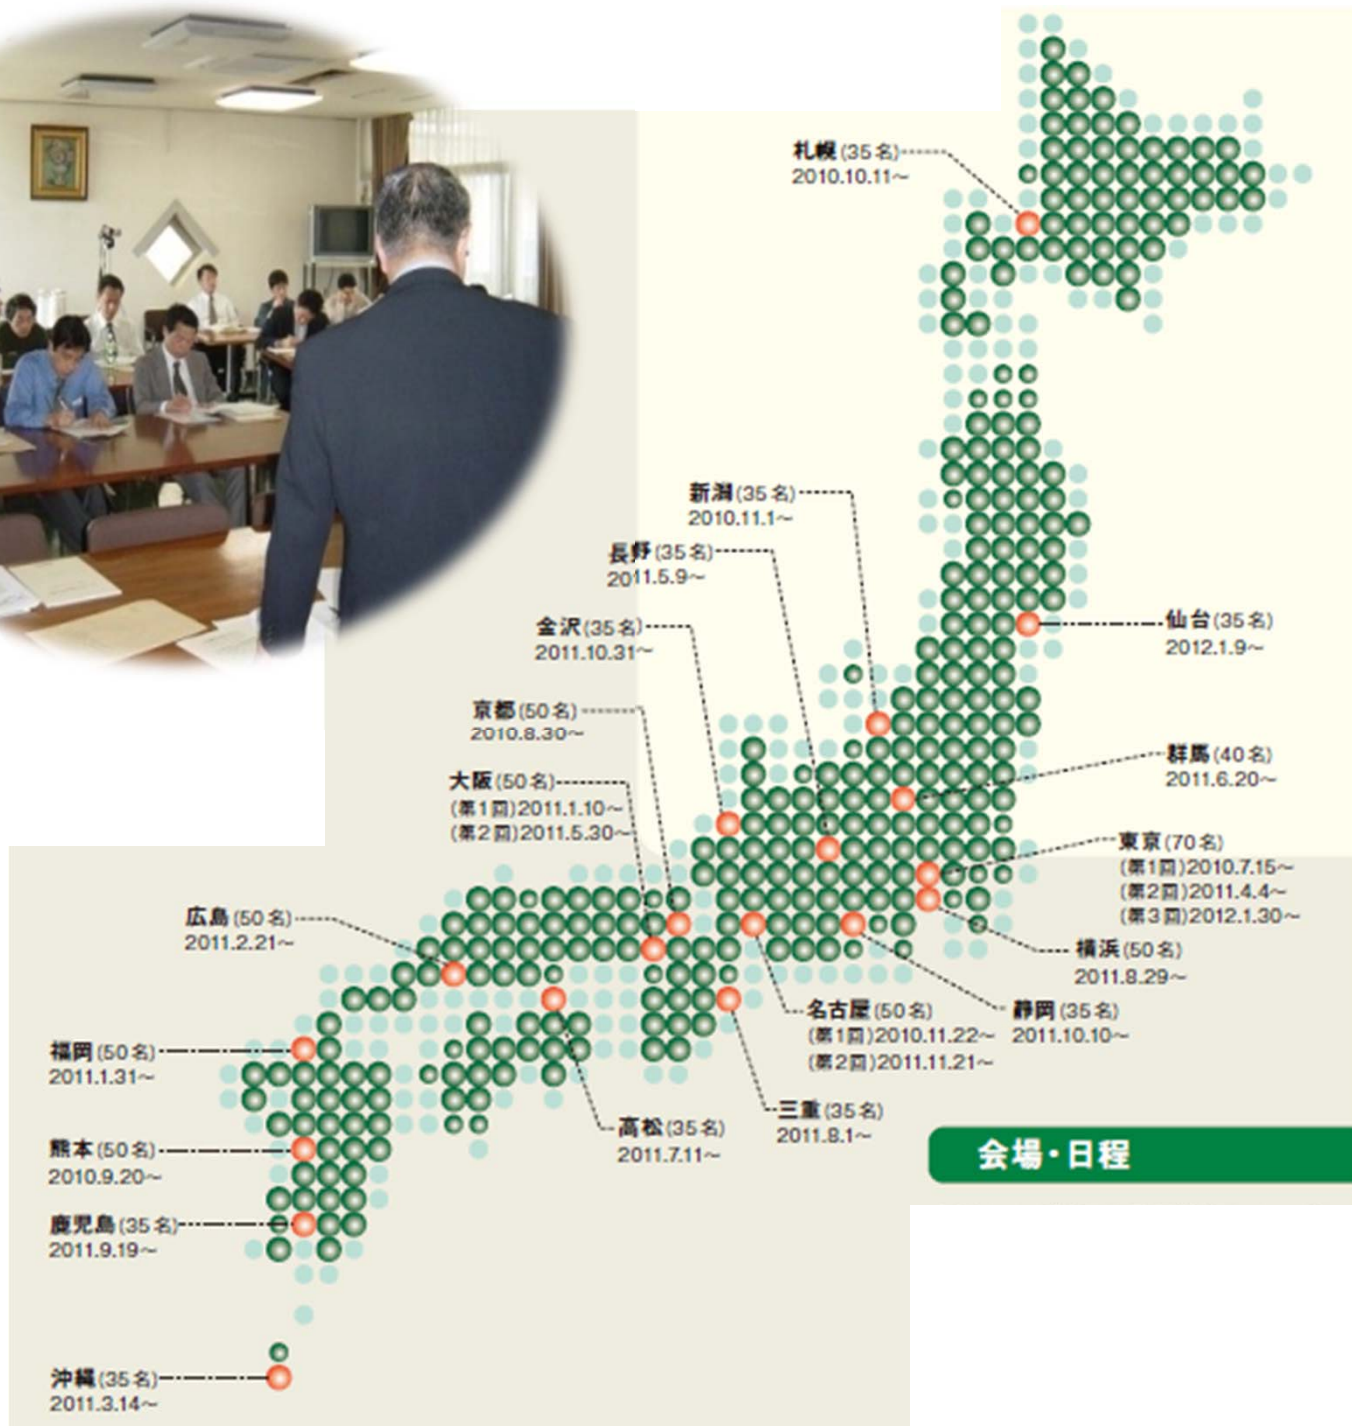 札幌(35名)
2010.10.11～
新潟(35名)
2010.11.1～
長野(35名)
2011.5.9～
金沢(35名)
2011.10.31～
仙台(35名)
2012.1.9～
京都(50名)
2010.8.30～
群馬(40名)
2011.6.20～
大阪(50名)
(第1回)2011.1.10～
(第2回)2011.5.30～
東京(70名)
(第1回)2010.7.15～
(第2回)2011.4.4～
(第3回)2012.1.30～
広島(50名)
2011.2.21～
横浜(50名)
2011.8.29～
名古屋(50名)
(第1回)2010.11.22～
(第2回)2011.11.21～
静岡(35名)
2011.10.10～
福岡(50名)
2011.1.31～
高松(35名)
2011.7.11～
三重(35名)
2011.8.1～
会場・日程
熊本(50名)
2010.9.20～
鹿児島(35名)
2011.9.19～
沖縄(35名)
2011.3.14～